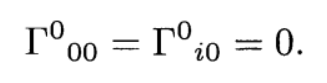 Γ⁰₀₀ = Γ⁰ᵢ₀ = 0.